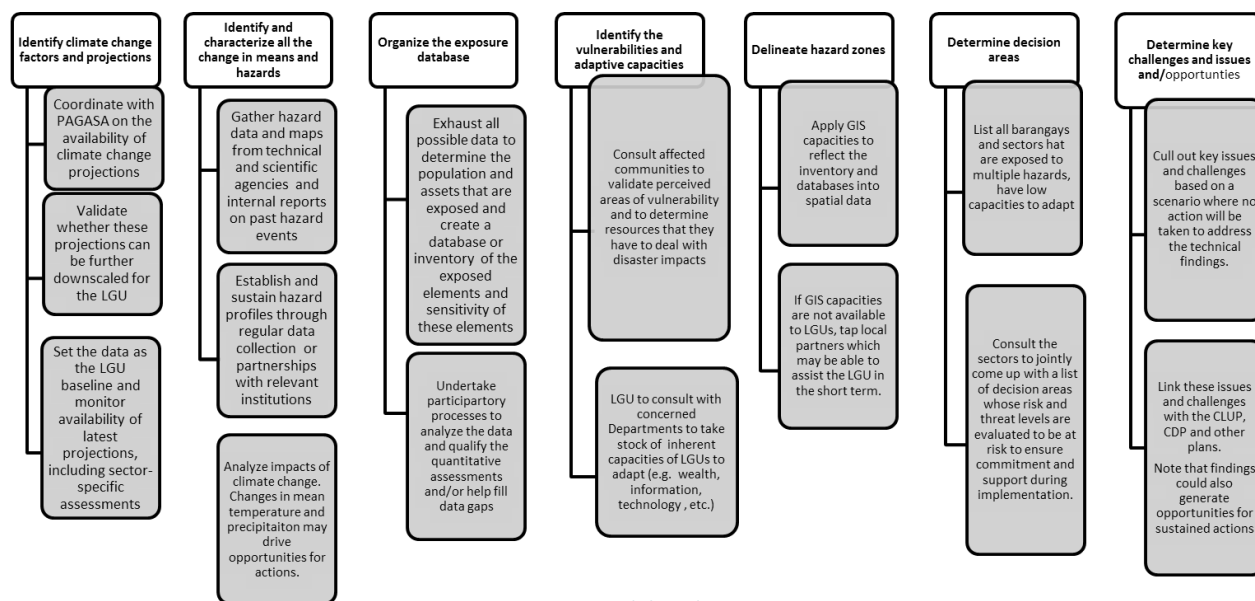 Identify climate change
factors and projections
Coordinate with
PAGASA on the
availability of
climate change
projections
Validate
whether these
projections can
be further
downscaled for
the LGU
Set the data as
the LGU
baseline and
monitor
availability of
latest
projections,
including sector-
specific
assessments
Identify and
characterize all the
change in means and
hazards
Gather hazard
data and maps
from technical
and scientific
agencies and
internal reports
on past hazard
events
Establish and
sustain hazard
profiles through
regular data
collection or
partnerships
with relevant
institutions
Analyze impacts of
climate change.
Changes in mean
temperature and
precipitaiton may
drive
opportunities for
actions.
Organize the exposure
database
Exhaust all
possible data to
determine the
population and
assets that are
exposed and
create a
database or
inventory of the
exposed
elements and
sensitivity of
these elements
Undertake
participartory
processes to
analyze the data
and qualify the
quantitative
assessments
and/or help fill
data gaps
Identify the
vulnerabilities and
adaptive capacities
Consult affected
communities to
validate perceived
areas of vulnerability
and to determine
resources that they
have to deal with
disaster impacts
LGU to consult with
concerned
Departments to take
stock of inherent
capacities of LGUs to
adapt (e.g. wealth,
information,
technology , etc.)
Delineate hazard zones
Apply GIS
capacities to
reflect the
inventory and
databases into
spatial data
If GIS capacities
are not available
to LGUs, tap local
partners which
may be able to
assist the LGU in
the short term.
Determine decision
areas
List all barangays
and sectors hat
are exposed to
multiple hazards,
have low
capacities to adapt
Consult the
sectors to jointly
come up with a list
of decision areas
whose risk and
threat levels are
evaluated to be at
risk to ensure
commitment and
support during
implementation.
Determine key
challenges and issues
and/opportunties
Cull out key issues
and challenges
based on a
scenario where no
action will be
taken to address
the technical
findings.
Link these issues
and challenges
with the CLUP,
CDP and other
plans.
Note that findings
could also
generate
opportunities for
sustained actions